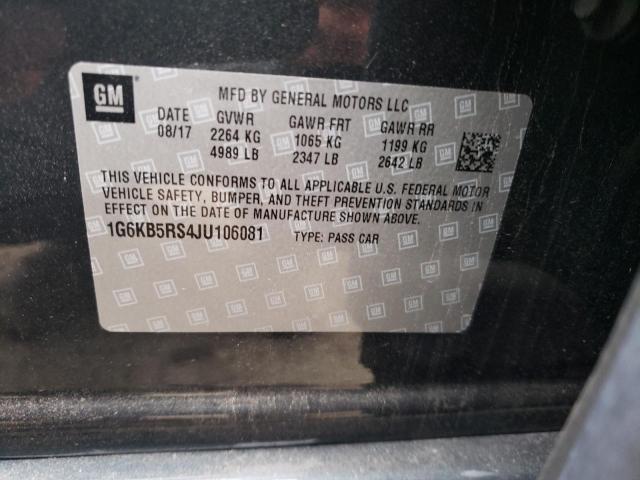 GM
MFD BY GENERAL MOTORS LLC
DATE GVWR GAWR FRT GAWR RR
08/17 2264 KG 1065 KG 1199 KG
4989 LB 2347 LB 2642 LB
THIS VEHICLE CONFORMS TO ALL APPLICABLE U.S. FEDERAL MOTOR
VEHICLE SAFETY, BUMPER, AND THEFT PREVENTION STANDARDS IN
EFFECT ON THE DATE OF MANUFACTURE SHOWN ABOVE.
1G6KB5RS4JU106081 TYPE: PASS CAR